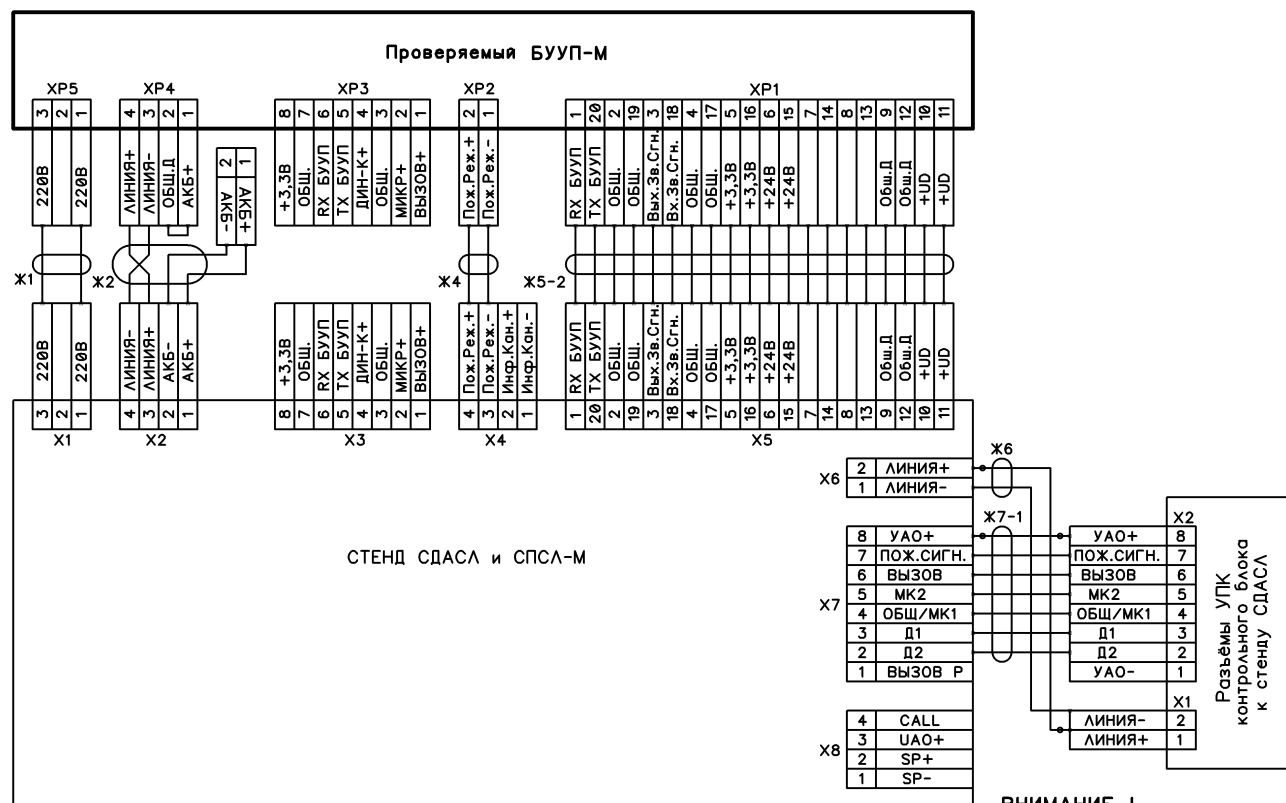 Проверяемый БУУП-М
XP5 XP4 XP3 XP2 XP1
3 2 1 4 3 2 1 8 7 6 5 4 3 2 1 2 1 1 20 2 19 3 18 4 17 5 16 6 15 7 14 8 13 9 12 10 11
220В
220В
ЛИНИЯ+
ЛИНИЯ-
ОБЩ.Д
АКБ+
2 АКБ-
1 АКБ+
+3,3В
ОБЩ.
RX БУУП
TX БУУП
ДИН-К+
ОБЩ.
МИКР+
ВЫЗОВ+
Пож.Реж.+
Пож.Реж.-
RX БУУП
TX БУУП
ОБЩ.
ОБЩ.
Вых.Зв.Сгн.
Вх.Зв.Сгн.
ОБЩ.
ОБЩ.
+3,3В
+3,3В
+24В
+24В
Общ.Д
Общ.Д
+UD
+UD
Ж1 Ж2 Ж4 Ж5-2
220В
220В
ЛИНИЯ-
ЛИНИЯ+
АКБ-
АКБ+
+3,3В
ОБЩ.
RX БУУП
TX БУУП
ДИН-К+
ОБЩ.
МИКР+
ВЫЗОВ+
Пож.Реж.+
Пож.Реж.-
Инф.Кан.+
Инф.Кан.-
RX БУУП
TX БУУП
ОБЩ.
ОБЩ.
Вых.Зв.Сгн.
Вх.Зв.Сгн.
ОБЩ.
ОБЩ.
+3,3В
+3,3В
+24В
+24В
Общ.Д
Общ.Д
+UD
+UD
3 2 1 4 3 2 1 8 7 6 5 4 3 2 1 4 3 2 1 1 20 2 19 3 18 4 17 5 16 6 15 7 14 8 13 9 12 10 11
X1 X2 X3 X4 X5
СТЕНД СДАСЛ и СПСЛ-М
X6
2 ЛИНИЯ+
1 ЛИНИЯ-
Ж6
X7
8 УАО+
7 ПОЖ.СИГН.
6 ВЫЗОВ
5 МК2
4 ОБЩ/МК1
3 Д1
2 Д2
1 ВЫЗОВ Р
Ж7-1
X2
УАО+ 8
ПОЖ.СИГН. 7
ВЫЗОВ 6
МК2 5
ОБЩ/МК1 4
Д1 3
Д2 2
УАО- 1
X1
ЛИНИЯ- 2
ЛИНИЯ+ 1
Разъёмы УПК
контрольного блока
к стенду СДАСЛ
X8
4 CALL
3 UAO+
2 SP+
1 SP-
ВНИМАНИЕ !